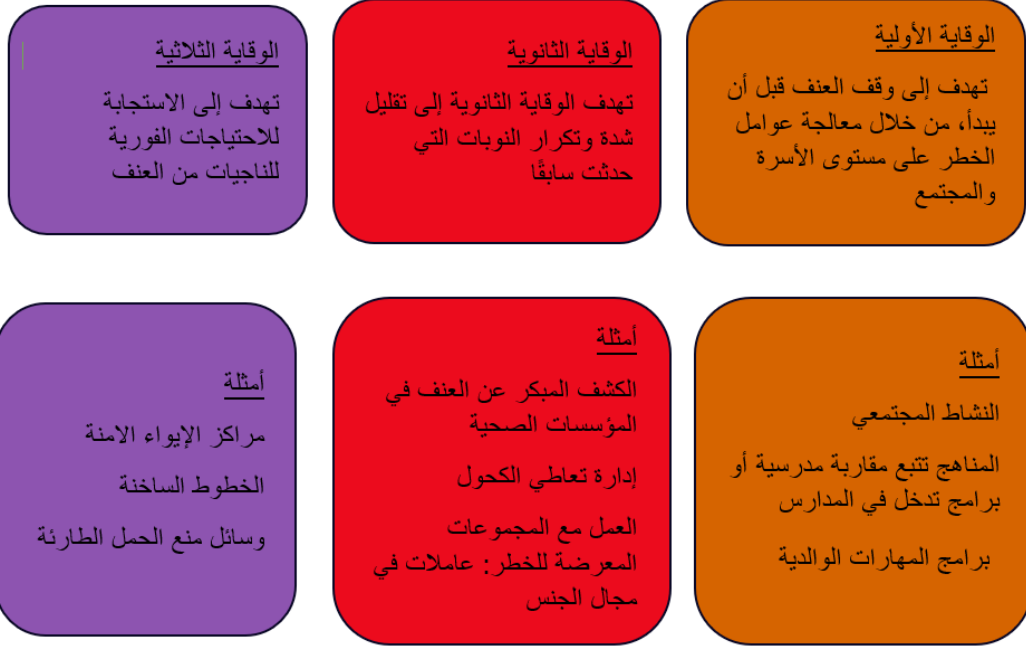 الوقاية الأولية
تهدف إلى وقف العنف قبل أن
يبدأ، من خلال معالجة عوامل
الخطر على مستوى الأسرة
والمجتمع
الوقاية الثانوية
تهدف الوقاية الثانوية إلى تقليل
شدة وتكرار النوبات التي
حدثت سابقًا
الوقاية الثلاثية
تهدف إلى الاستجابة
للاحتياجات الفورية
للناجيات من العنف
أمثلة
النشاط المجتمعي
المناهج تتبع مقاربة مدرسية أو
برامج تدخل في المدارس
برامج المهارات الوالدية
أمثلة
الكشف المبكر عن العنف في
المؤسسات الصحية
إدارة تعاطي الكحول
العمل مع المجموعات
المعرضة للخطر: عاملات في
مجال الجنس
أمثلة
مراكز الإيواء الامنة
الخطوط الساخنة
وسائل منع الحمل الطارئة